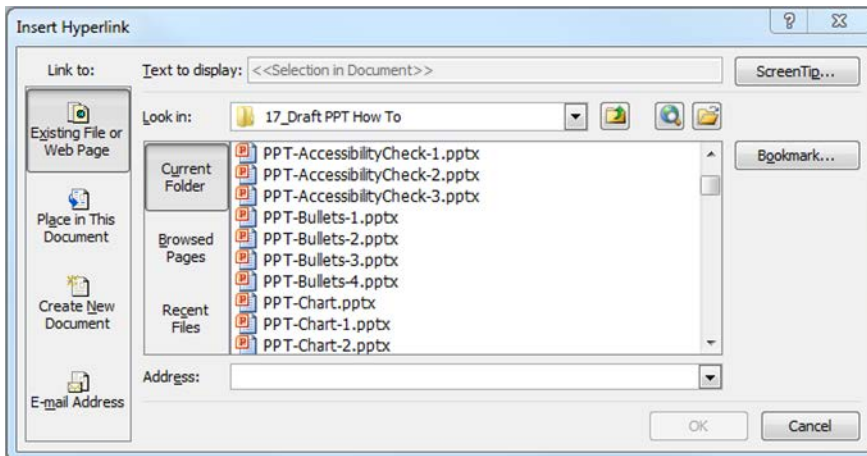 Insert Hyperlink
Link to:
Text to display: <<Selection in Document>>
ScreenTip...
Existing File or
Web Page
Look in: 17_Draft PPT How To
Bookmark...
Current
Folder
PPT-AccessibilityCheck-1.pptx
PPT-AccessibilityCheck-2.pptx
PPT-AccessibilityCheck-3.pptx
PPT-Bullets-1.pptx
PPT-Bullets-2.pptx
PPT-Bullets-3.pptx
PPT-Bullets-4.pptx
PPT-Chart.pptx
PPT-Chart-1.pptx
PPT-Chart-2.pptx
Place in This
Document
Browsed
Pages
Create New
Document
Recent
Files
E-mail Address
Address:
OK
Cancel